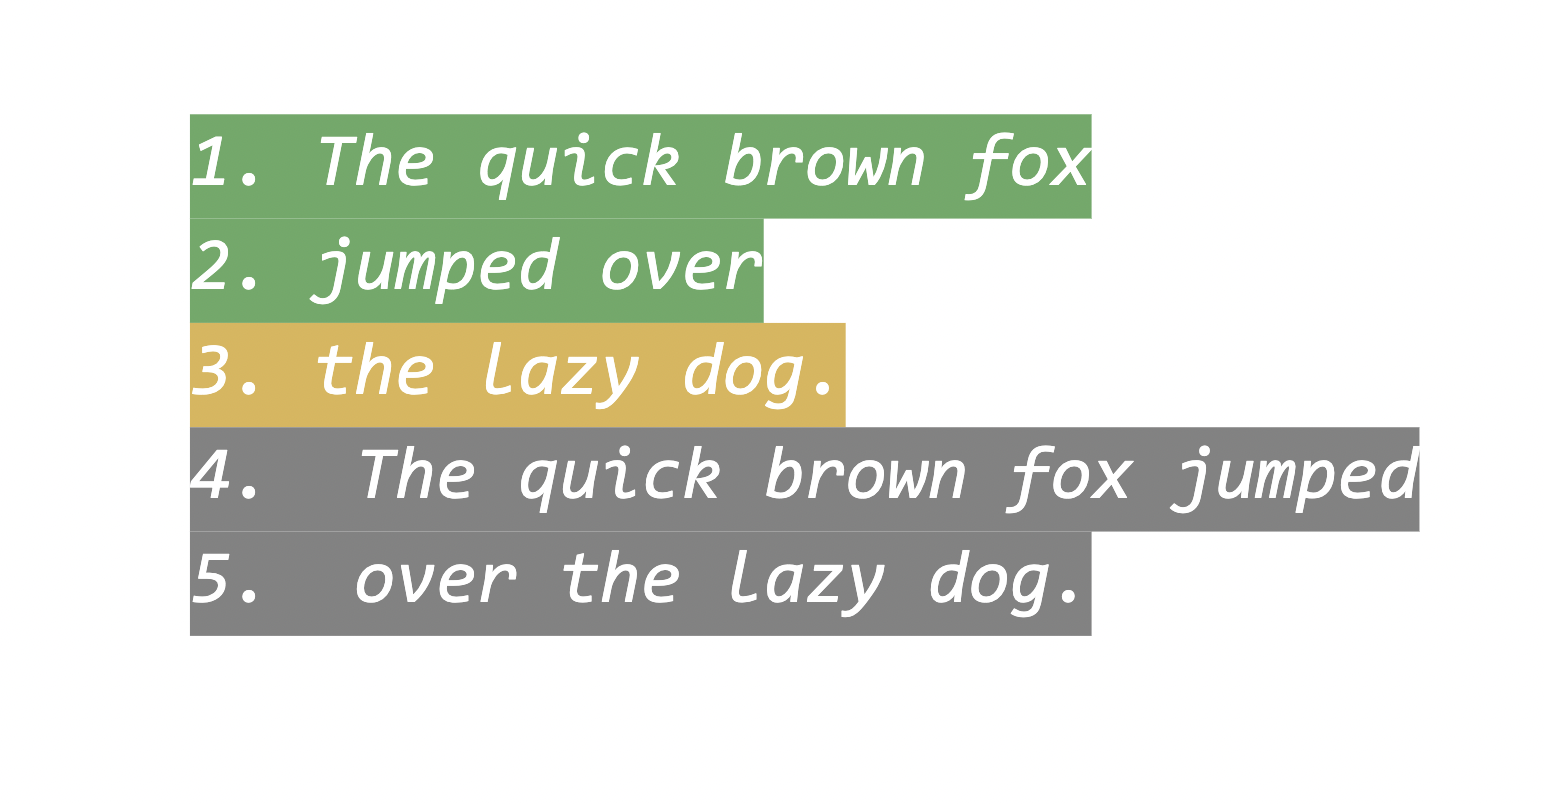 1. The quick brown fox
2. jumped over
3. the lazy dog.
4.  The quick brown fox jumped
5.  over the lazy dog.